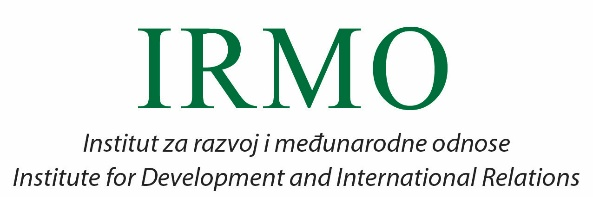 IRMO
Institut za razvoj i međunarodne odnose
Institute for Development and International Relations